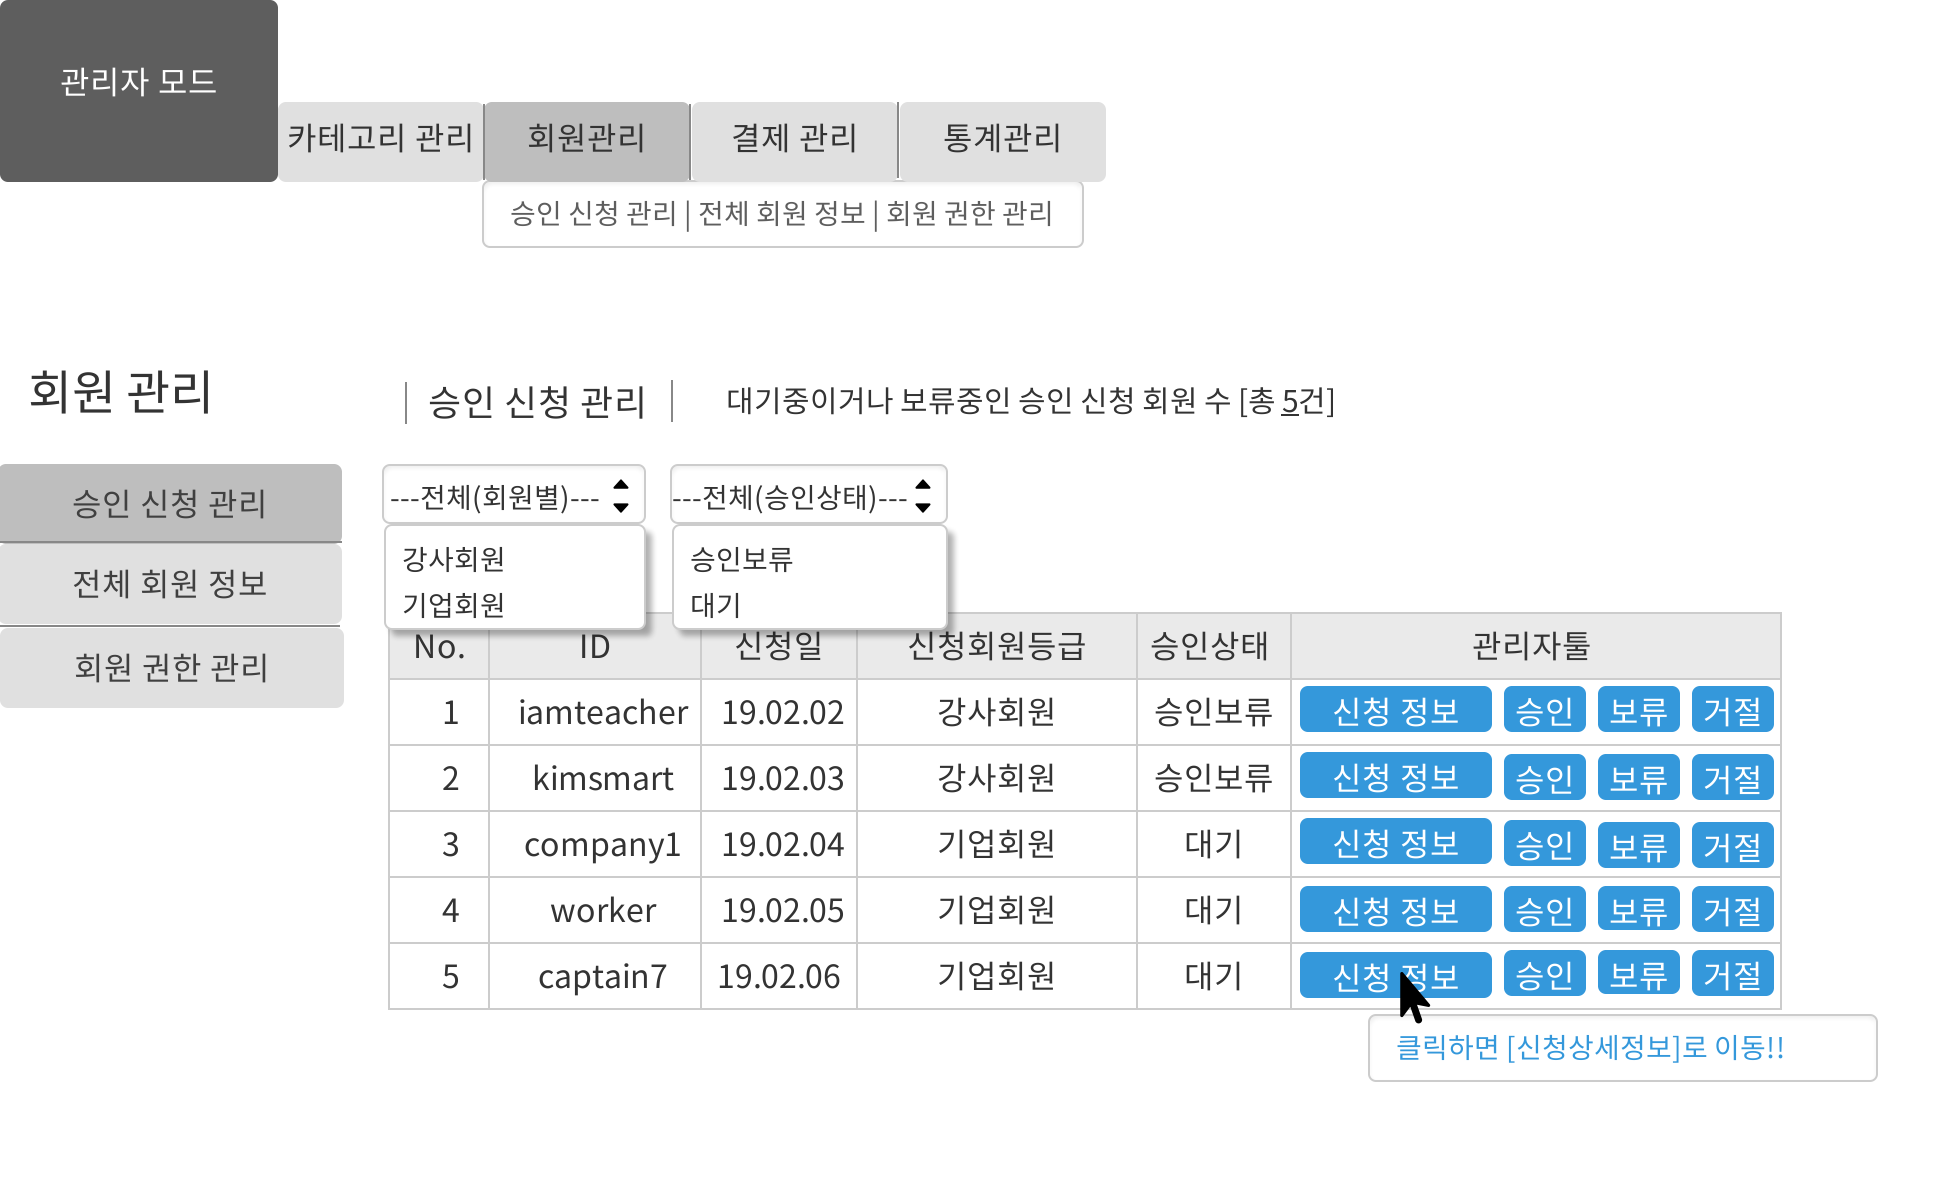 관리자 모드
카테고리 관리 회원관리 결제 관리 통계관리
승인 신청 관리 | 전체 회원 정보 | 회원 권한 관리
회원 관리
승인 신청 관리
전체 회원 정보
회원 권한 관리
승인 신청 관리 대기중이거나 보류중인 승인 신청 회원 수 [총 5건]
---전체(회원별)--- ---전체(승인상태)---
강사회원 승인보류
기업회원 대기
No. ID 신청일 신청회원등급 승인상태 관리자툴
1 iamteacher 19.02.02 강사회원 승인보류 신청 정보 승인 보류 거절
2 kimsmart 19.02.03 강사회원 승인보류 신청 정보 승인 보류 거절
3 company1 19.02.04 기업회원 대기 신청 정보 승인 보류 거절
4 worker 19.02.05 기업회원 대기 신청 정보 승인 보류 거절
5 captain7 19.02.06 기업회원 대기 신청 정보 승인 보류 거절
클릭하면 [신청상세정보]로 이동!!